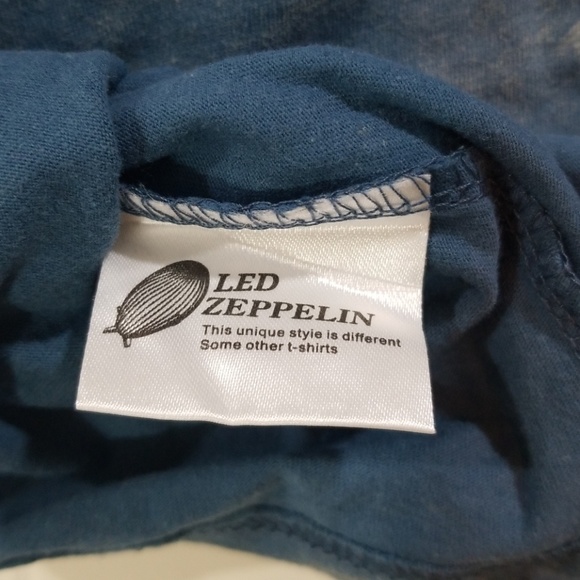 LED
ZEPPELIN
This unique style is different
Some other t-shirts